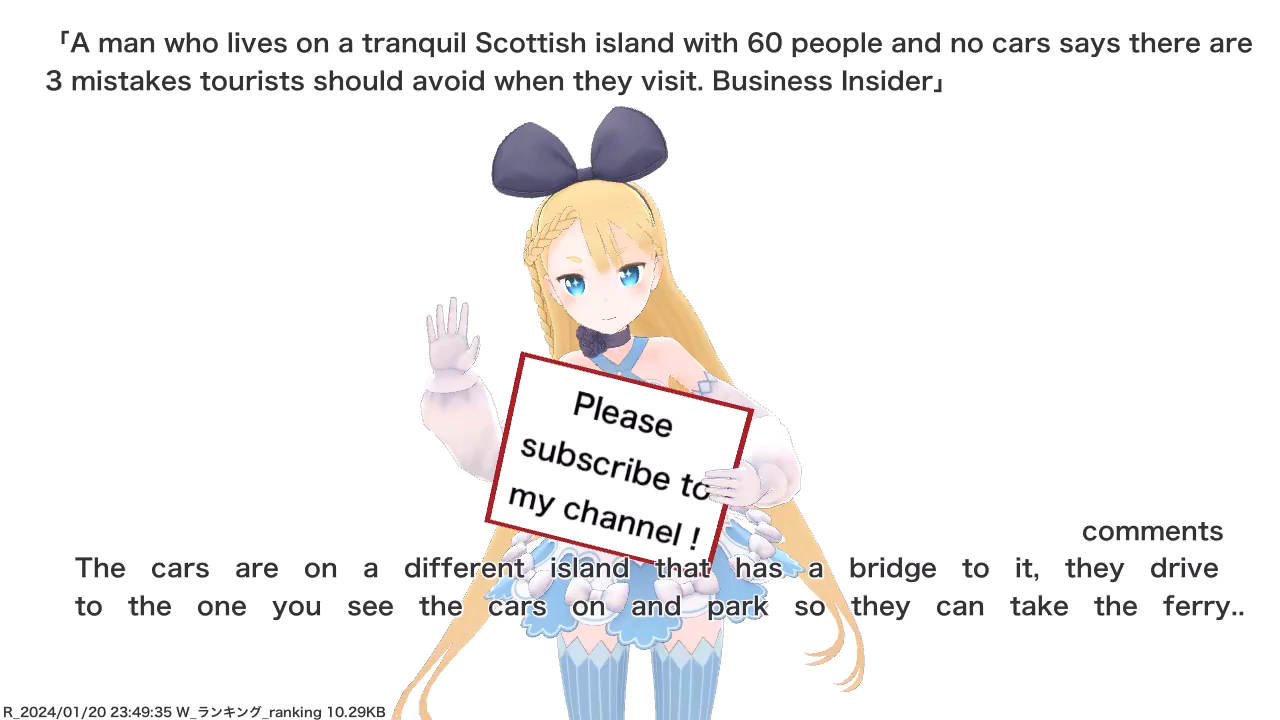 「A man who lives on a tranquil Scottish island with 60 people and no cars says there are
3 mistakes tourists should avoid when they visit. Business Insider」
Please
subscribe to
my channel !
comments
The cars are on a different island that has a bridge to it, they drive
to the one you see the cars on and park so they can take the ferry..
R_2024/01/20 23:49:35 W_ランキング_ranking 10.29KB